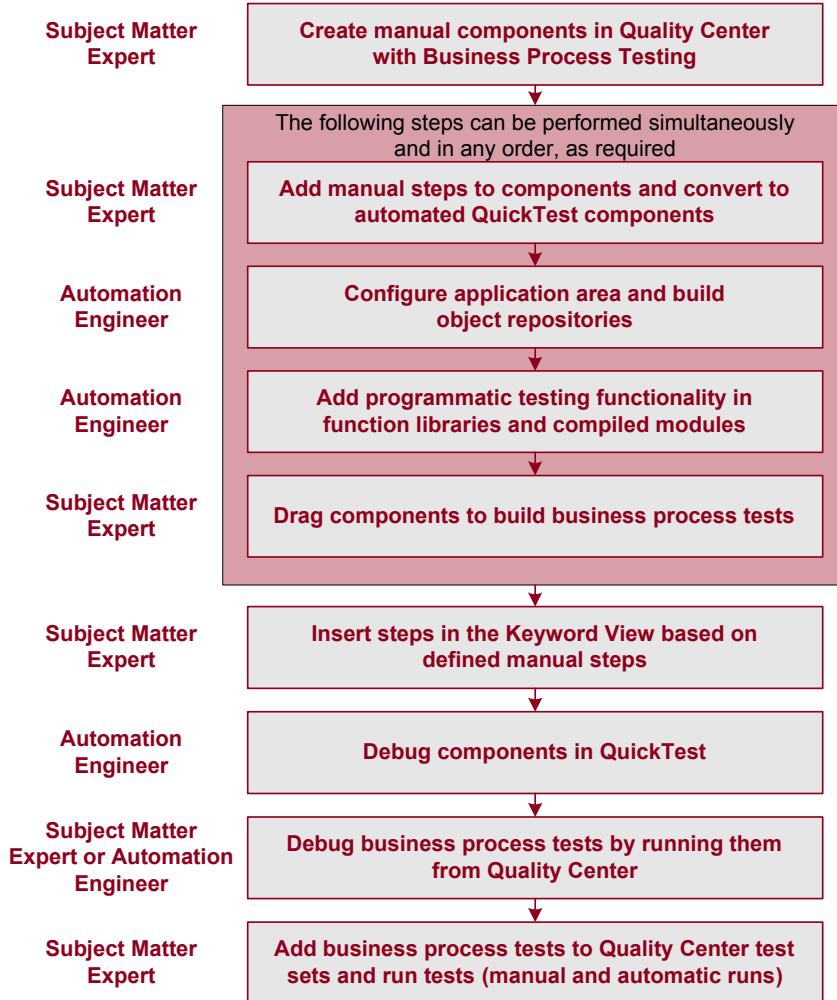 Subject Matter
Expert
Create manual components in Quality Center
with Business Process Testing
The following steps can be performed simultaneously
and in any order, as required
Subject Matter
Expert
Add manual steps to components and convert to
automated QuickTest components
Automation
Engineer
Configure application area and build
object repositories
Automation
Engineer
Add programmatic testing functionality in
function libraries and compiled modules
Subject Matter
Expert
Drag components to build business process tests
Subject Matter
Expert
Insert steps in the Keyword View based on
defined manual steps
Automation
Engineer
Debug components in QuickTest
Subject Matter
Expert or Automation
Engineer
Debug business process tests by running them
from Quality Center
Subject Matter
Expert
Add business process tests to Quality Center test
sets and run tests (manual and automatic runs)